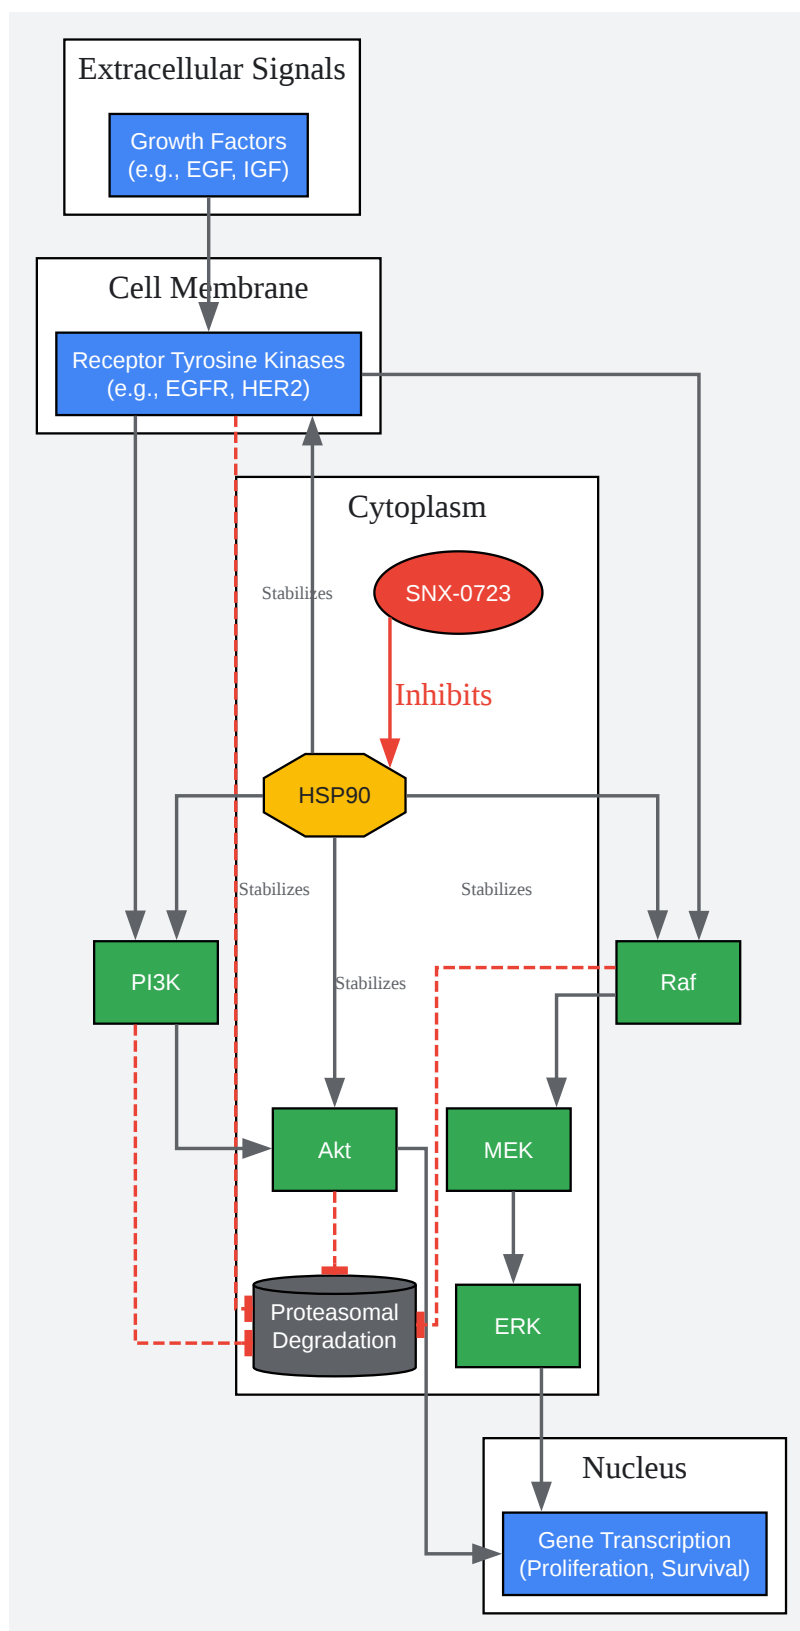 Extracellular Signals
Growth Factors
(e.g., EGF, IGF)
Cell Membrane
Receptor Tyrosine Kinases
(e.g., EGFR, HER2)
Cytoplasm
Stabilizes
SNX-0723
Inhibits
HSP90
Stabilizes
Stabilizes
PI3K
Stabilizes
Raf
Akt
MEK
Proteasomal
Degradation
ERK
Nucleus
Gene Transcription
(Proliferation, Survival)